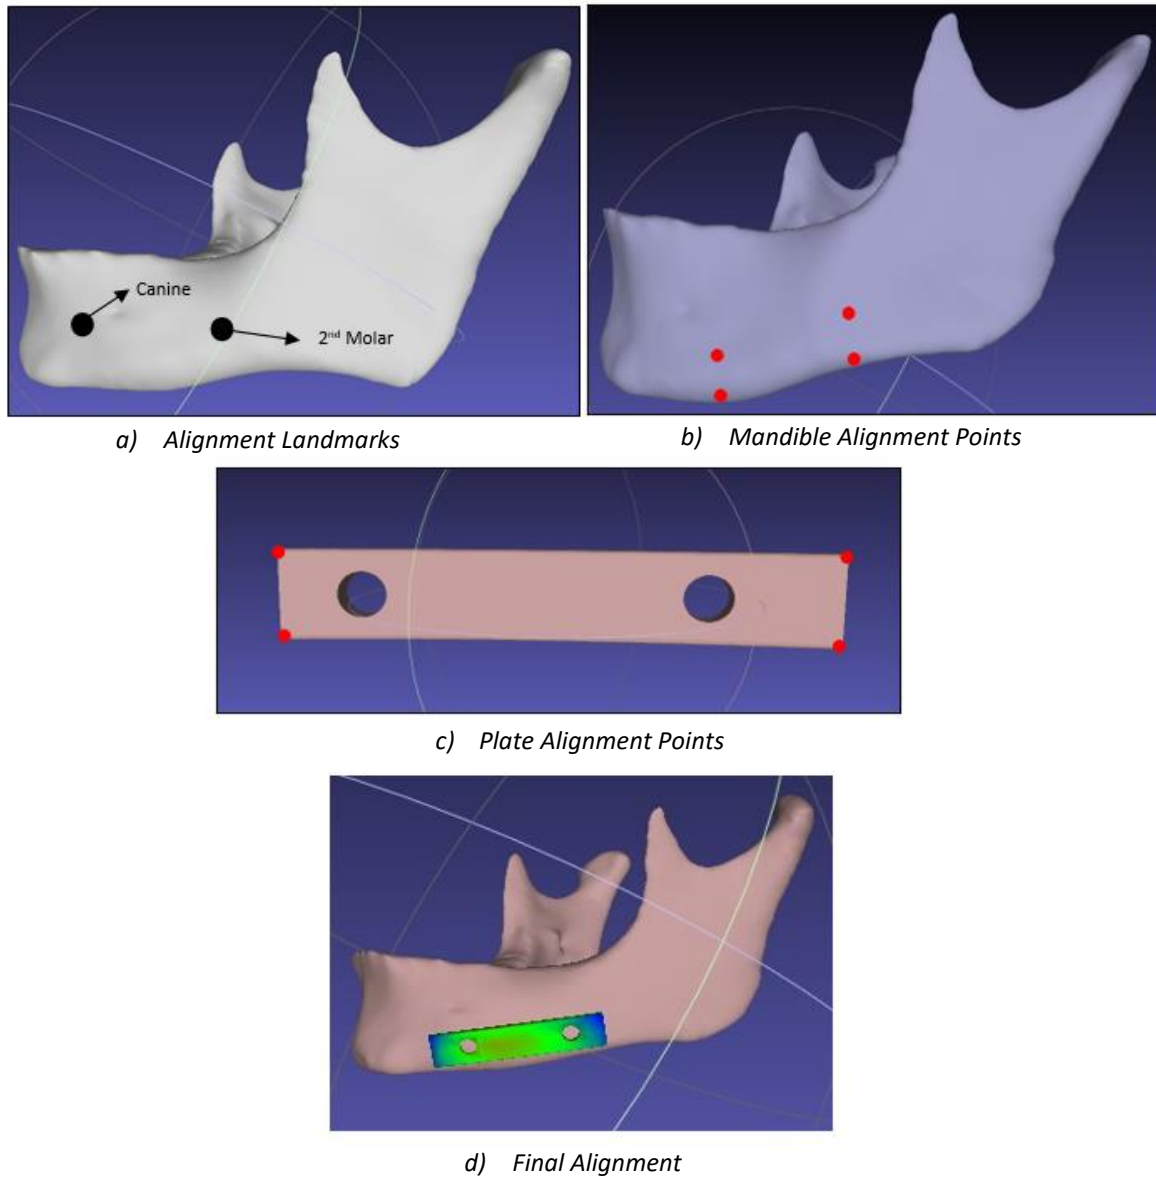 Canine
2nd Molar
a) Alignment Landmarks
b) Mandible Alignment Points
c) Plate Alignment Points
d) Final Alignment